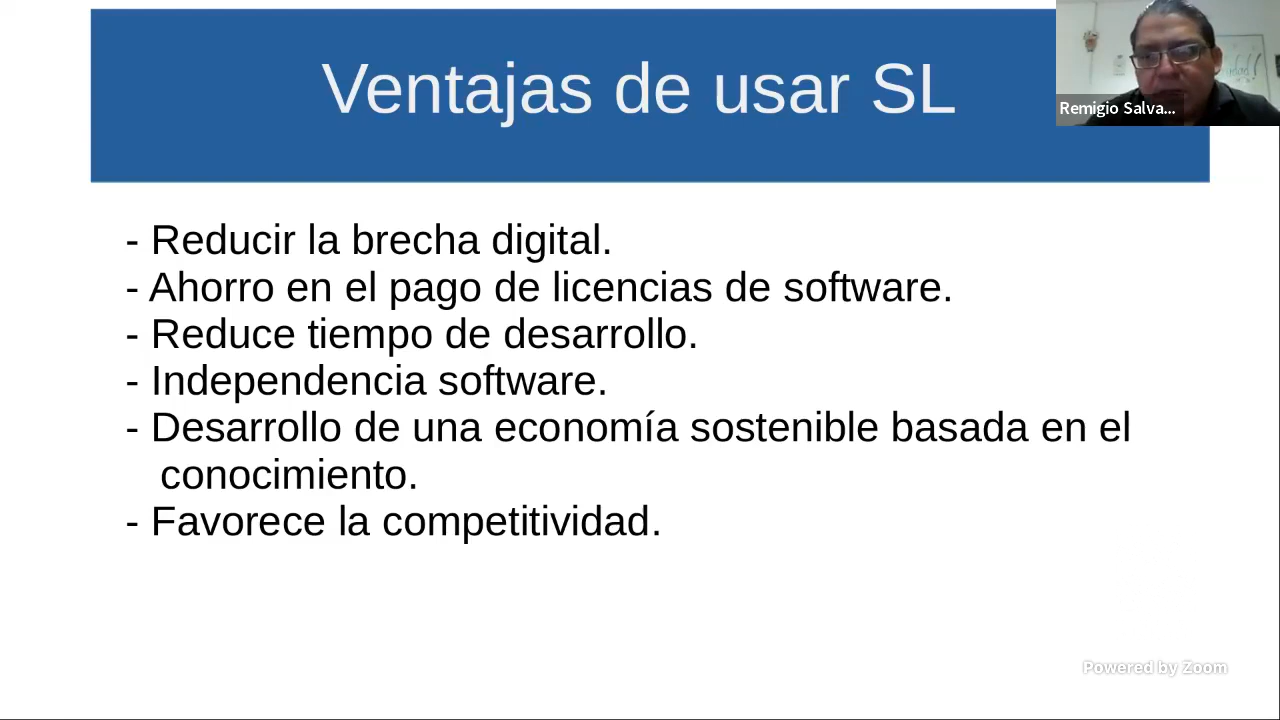 Ventajas de usar SL
Remigio Salva...
- Reducir la brecha digital.
- Ahorro en el pago de licencias de software.
- Reduce tiempo de desarrollo.
- Independencia software.
- Desarrollo de una economía sostenible basada en el
conocimiento.
- Favorece la competitividad.
Powered by Zoom